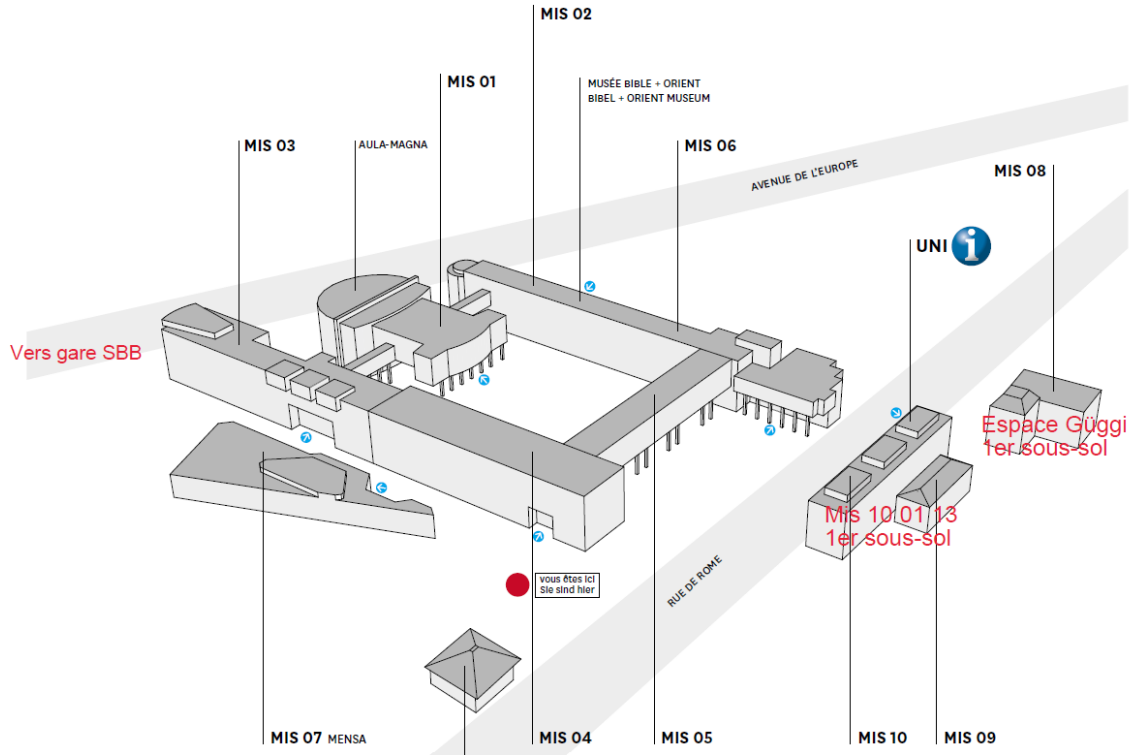 MIS 02
MIS 01
MUSÉE BIBLE + ORIENT
BIBEL + ORIENT MUSEUM
MIS 03
AULA-MAGNA
MIS 06
AVENUE DE L'EUROPE
MIS 08
UNI i
Vers gare SBB
Espace Güggi
1er sous-sol
Mis 10 01 13
1er sous-sol
vous êtes ici
Sie sind hier
RUE DE ROME
MIS 07 MENSA
MIS 04
MIS 05
MIS 10
MIS 09